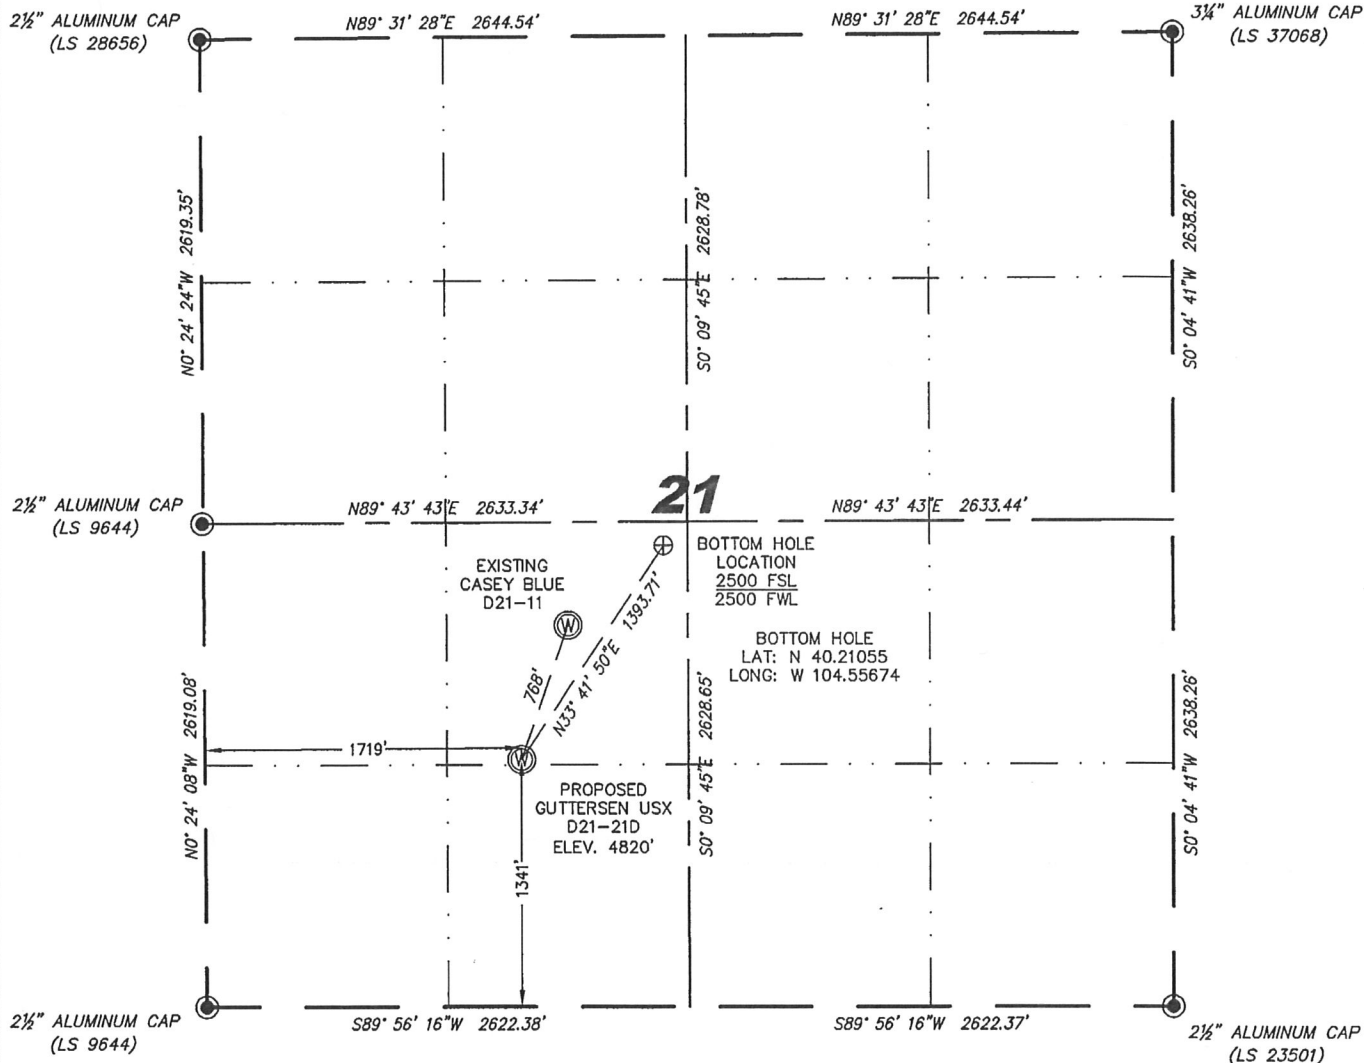 2½" ALUMINUM CAP
(LS 28656)
N89° 31' 28"E 2644.54'
N89° 31' 28"E 2644.54'
3¼" ALUMINUM CAP
(LS 37068)
N0° 24' 24"W 2619.35'
S0° 09' 45"E 2628.78'
S0° 04' 41"W 2638.26'
2½" ALUMINUM CAP
(LS 9644)
N89° 43' 43"E 2633.34'
21
N89° 43' 43"E 2633.44'
EXISTING
CASEY BLUE
D21-11
W
BOTTOM HOLE
LOCATION
2500 FSL
2500 FWL
BOTTOM HOLE
LAT: N 40.21055
LONG: W 104.55674
768'
N33° 41' 50"E 1393.71'
N0° 24' 08"W 2619.08'
1719'
W
PROPOSED
GUTTERSEN USX
D21-21D
ELEV. 4820'
1341'
S0° 09' 45"E 2628.65'
S0° 04' 41"W 2638.26'
2½" ALUMINUM CAP
(LS 9644)
S89° 56' 16"W 2622.38'
S89° 56' 16"W 2622.37'
2½" ALUMINUM CAP
(LS 23501)